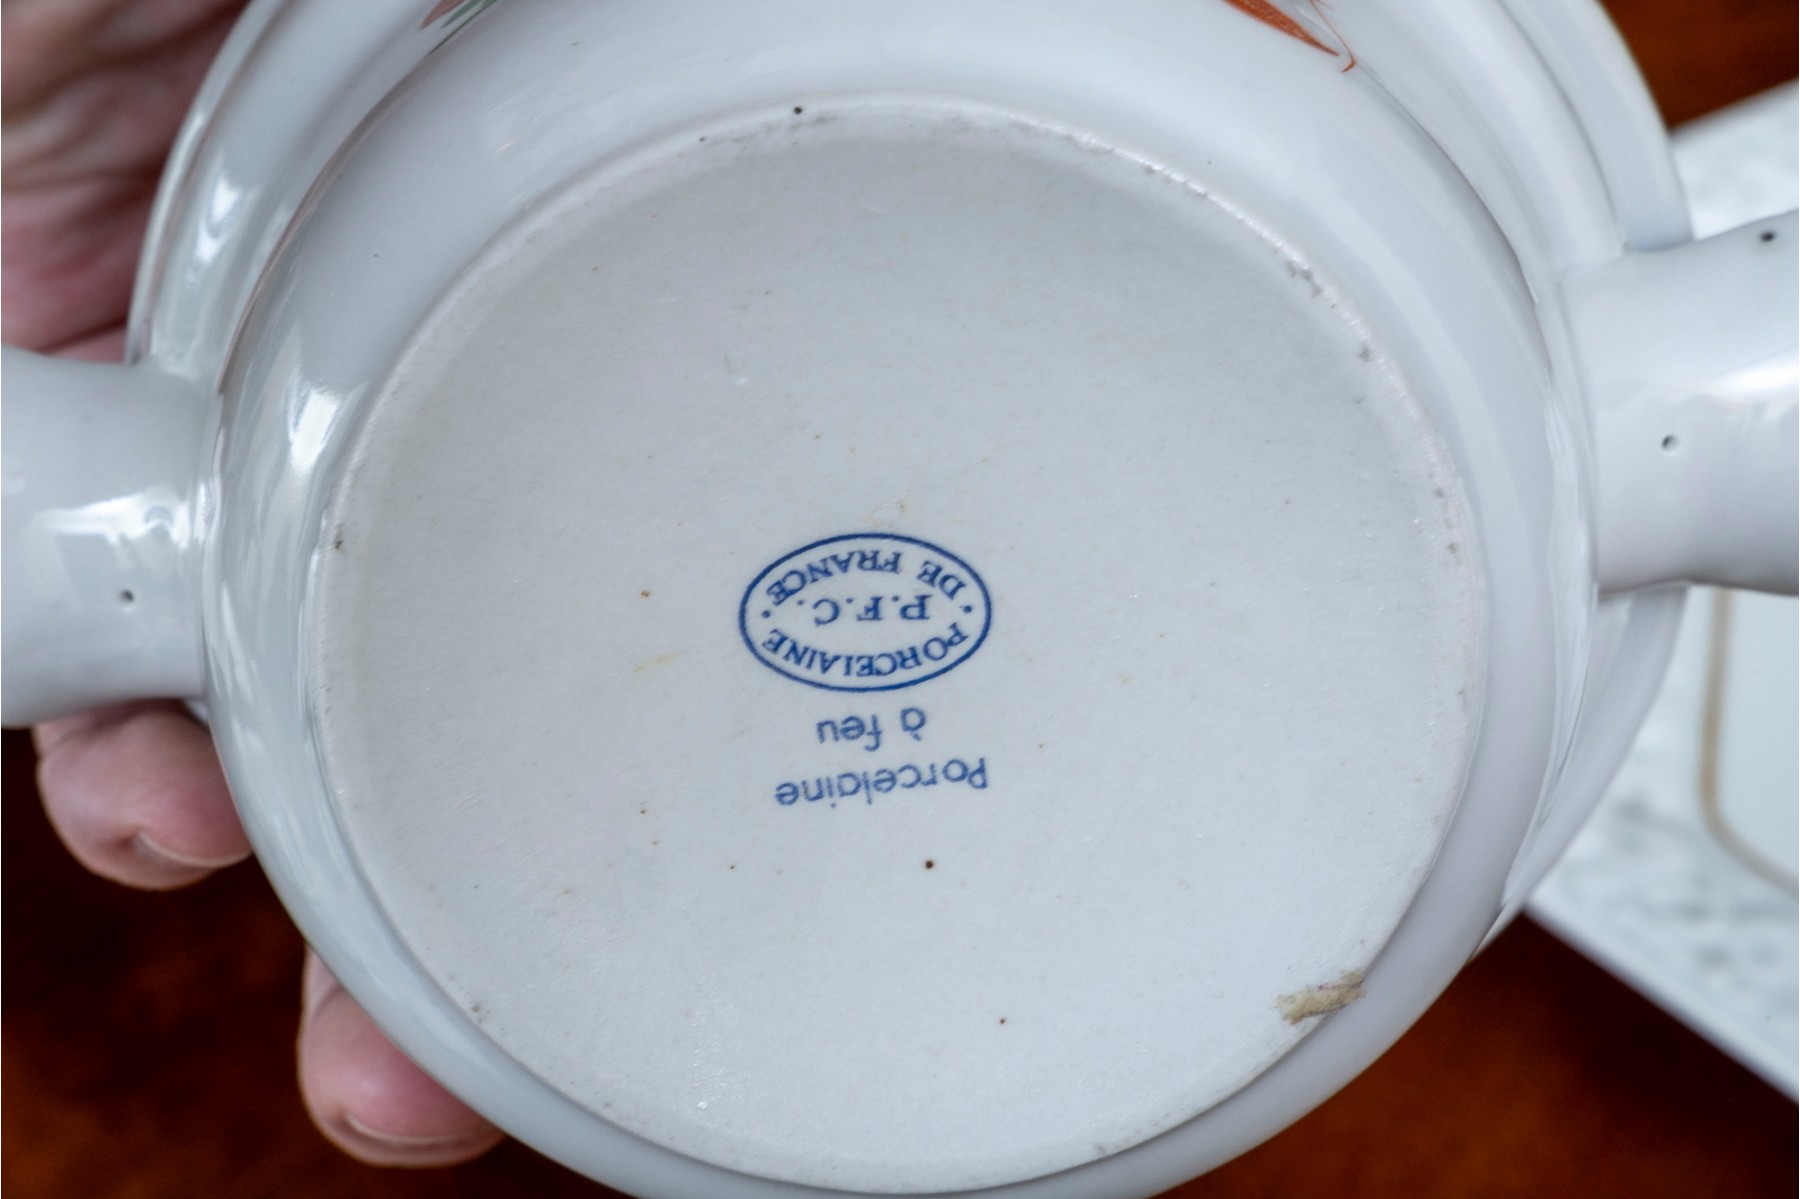 Porcelaine
à feu
PORCELAINE
P.F.C.
· DE FRANCE ·